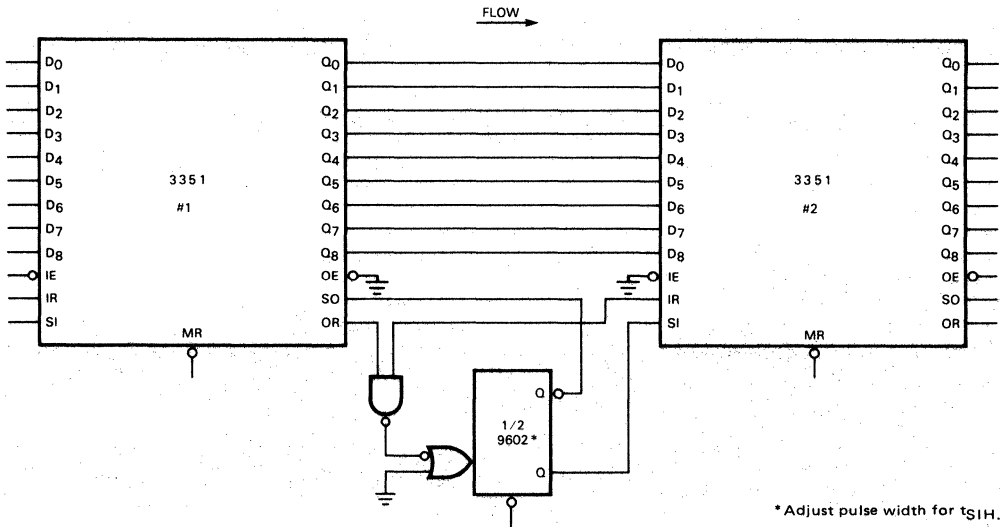 FLOW
D0 Q0 D0 Q0
D1 Q1 D1 Q1
D2 Q2 D2 Q2
D3 Q3 D3 Q3
D4 Q4 D4 Q4
D5 3351 Q5 D5 3351 Q5
D6 #1 Q6 D6 #2 Q6
D7 Q7 D7 Q7
D8 Q8 D8 Q8
IE OE IE OE
IR SO IR SO
SI OR SI OR
MR MR
Q
1/2
9602*
Q
*Adjust pulse width for tSIH.